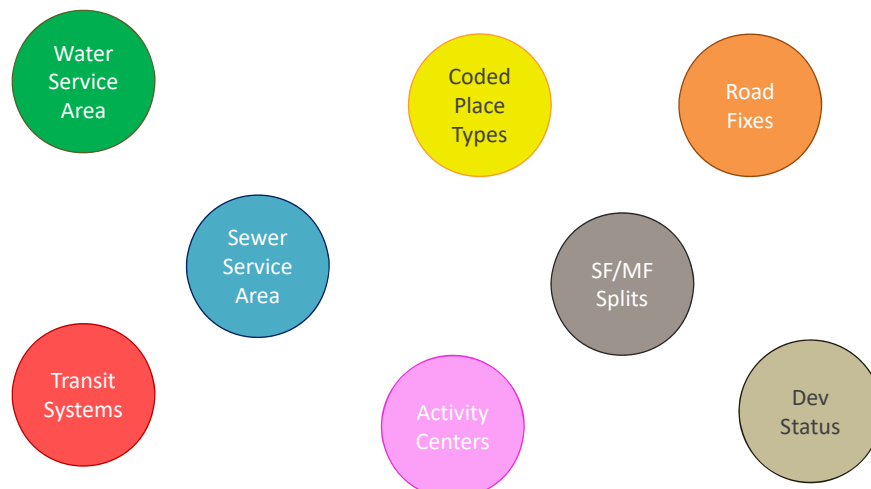 Water
Service
Area
Coded
Place
Types
Road
Fixes
Sewer
Service
Area
SF/MF
Splits
Transit
Systems
Activity
Centers
Dev
Status